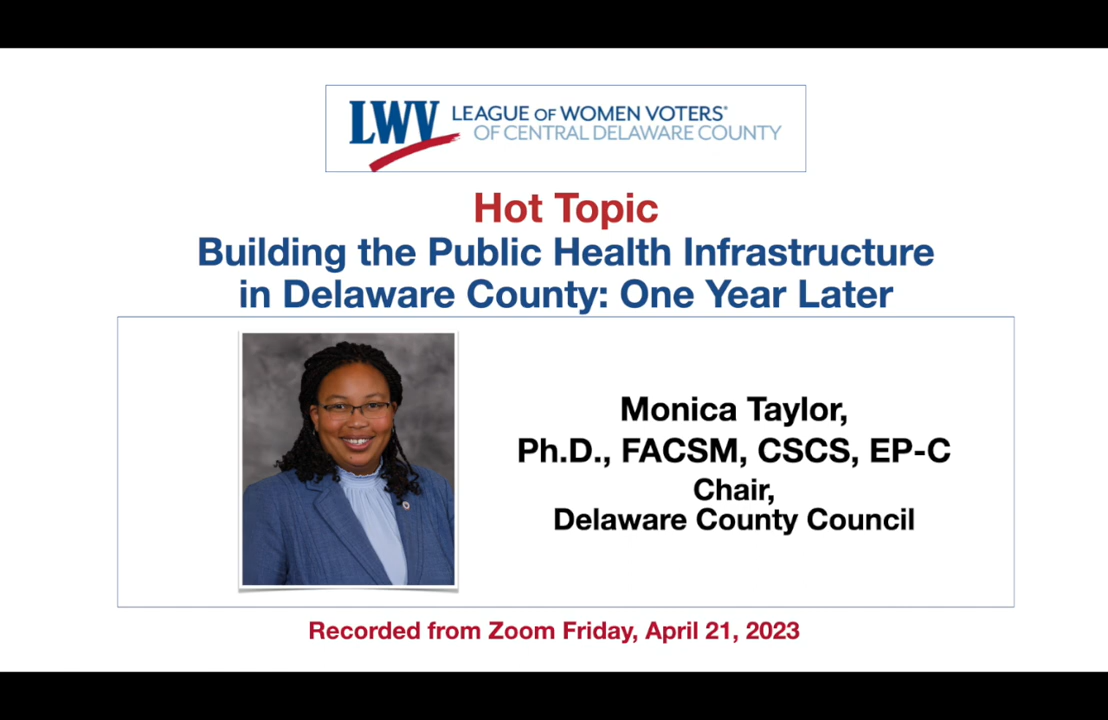 LWV LEAGUE OF WOMEN VOTERS®
OF CENTRAL DELAWARE COUNTY
Hot Topic
Building the Public Health Infrastructure
in Delaware County: One Year Later
Monica Taylor,
Ph.D., FACSM, CSCS, EP-C
Chair,
Delaware County Council
Recorded from Zoom Friday, April 21, 2023